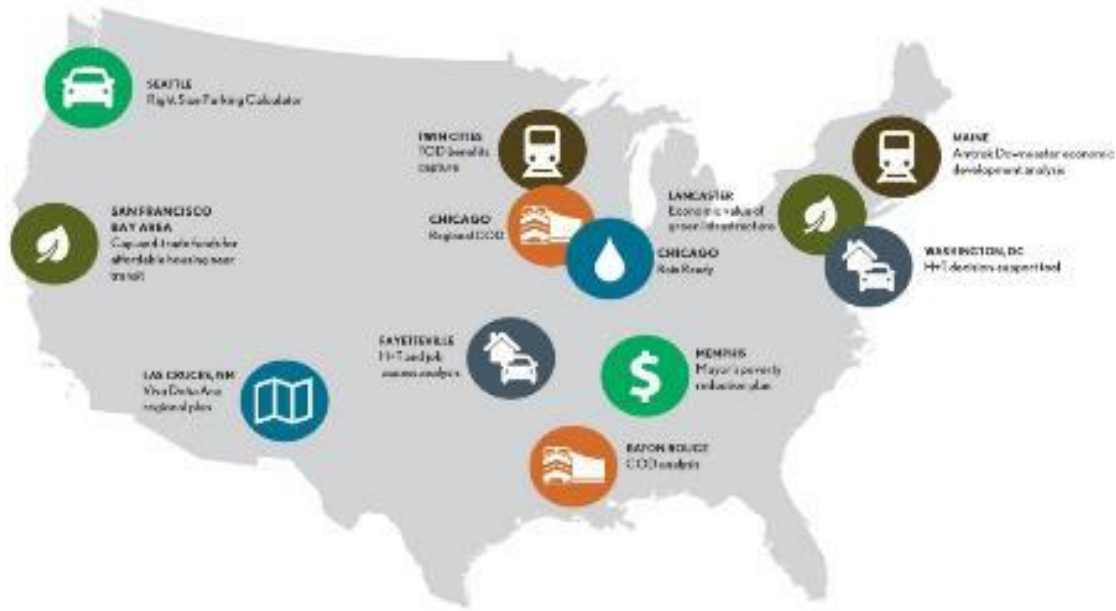 SEATTLE
Right Size Parking Calculator
TWIN CITIES
TOD benefits
capture
MAINE
Amtrak Downeaster economic
development analysis
SAN FRANCISCO
BAY AREA
Cap-and-trade funds for
affordable housing near
transit
CHICAGO
Regional COD
LANCASTER
Economic value of
green infrastructure
CHICAGO
Rain Ready
WASHINGTON, DC
H+T decision-support tool
FAYETTEVILLE
H+T and job
access analysis
MEMPHIS
Mayor's poverty
reduction plan
LAS CRUCES, NM
Viva Doña Ana
regional plan
BATON ROUGE
COD analysis
$